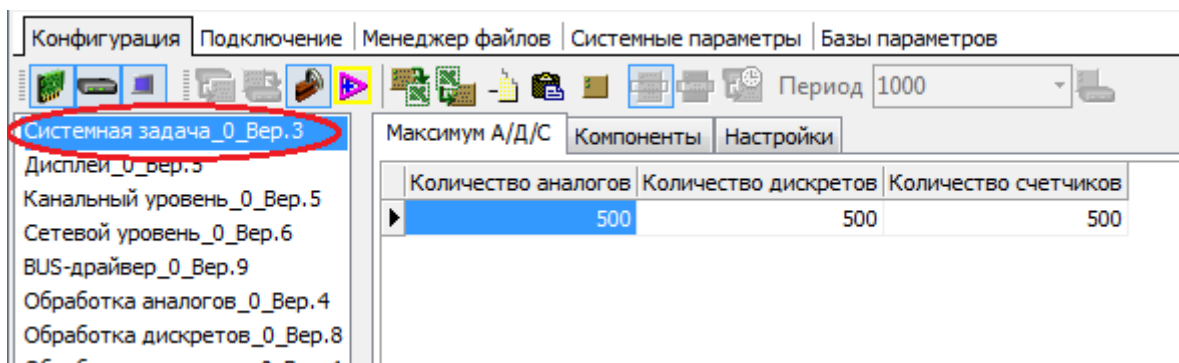 Конфигурация Подключение Менеджер файлов Системные параметры Базы параметров
Период 1000
Системная задача_0_Вер.3
Дисплей_0_Вер.5
Канальный уровень_0_Вер.5
Сетевой уровень_0_Вер.6
BUS-драйвер_0_Вер.9
Обработка аналогов_0_Вер.4
Обработка дискретов_0_Вер.8
Максимум А/Д/С Компоненты Настройки
Количество аналогов Количество дискретов Количество счетчиков
500 500 500